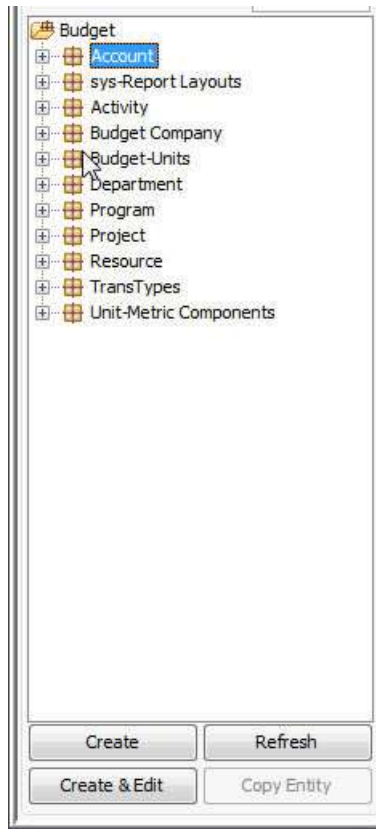 Budget
Account
sys-Report Layouts
Activity
Budget Company
Budget-Units
Department
Program
Project
Resource
TransTypes
Unit-Metric Components
Create Refresh
Create & Edit Copy Entity